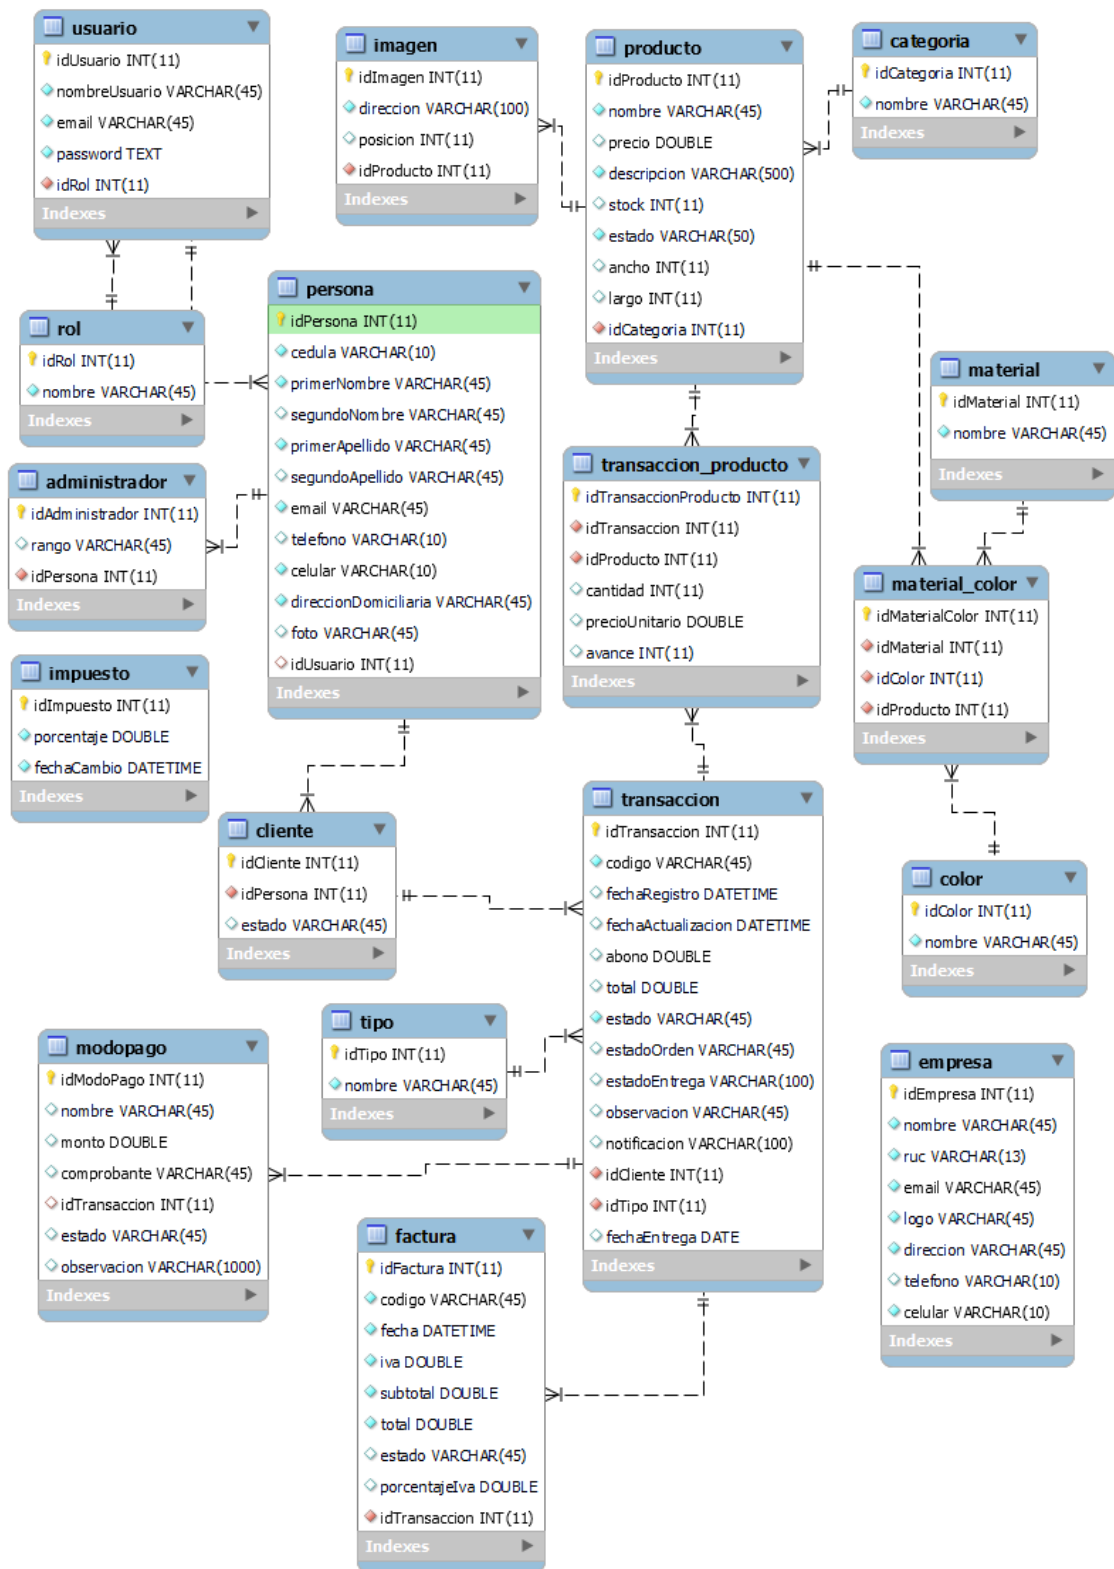 usuario
idUsuario INT(11)
nombreUsuario VARCHAR(45)
email VARCHAR(45)
password TEXT
idRol INT(11)
Indexes
imagen
idImagen INT(11)
direccion VARCHAR(100)
posicion INT(11)
idProducto INT(11)
Indexes
producto
idProducto INT(11)
nombre VARCHAR(45)
precio DOUBLE
descripcion VARCHAR(500)
stock INT(11)
estado VARCHAR(50)
ancho INT(11)
largo INT(11)
idCategoria INT(11)
Indexes
categoria
idCategoria INT(11)
nombre VARCHAR(45)
Indexes
rol
idRol INT(11)
nombre VARCHAR(45)
Indexes
persona
idPersona INT(11)
cedula VARCHAR(10)
primerNombre VARCHAR(45)
segundoNombre VARCHAR(45)
primerApellido VARCHAR(45)
segundoApellido VARCHAR(45)
email VARCHAR(45)
telefono VARCHAR(10)
celular VARCHAR(10)
direccionDomiciliaria VARCHAR(45)
foto VARCHAR(45)
idUsuario INT(11)
Indexes
material
idMaterial INT(11)
nombre VARCHAR(45)
Indexes
administrador
idAdministrador INT(11)
rango VARCHAR(45)
idPersona INT(11)
Indexes
transaccion_producto
idTransaccionProducto INT(11)
idTransaccion INT(11)
idProducto INT(11)
cantidad INT(11)
precioUnitario DOUBLE
avance INT(11)
Indexes
material_color
idMaterialColor INT(11)
idMaterial INT(11)
idColor INT(11)
idProducto INT(11)
Indexes
impuesto
idImpuesto INT(11)
porcentaje DOUBLE
fechaCambio DATETIME
Indexes
cliente
idCliente INT(11)
idPersona INT(11)
estado VARCHAR(45)
Indexes
transaccion
idTransaccion INT(11)
codigo VARCHAR(45)
fechaRegistro DATETIME
fechaActualizacion DATETIME
abono DOUBLE
total DOUBLE
estado VARCHAR(45)
estadoOrden VARCHAR(45)
estadoEntrega VARCHAR(100)
observacion VARCHAR(45)
notificacion VARCHAR(100)
idCliente INT(11)
idTipo INT(11)
fechaEntrega DATE
Indexes
color
idColor INT(11)
nombre VARCHAR(45)
Indexes
tipo
idTipo INT(11)
nombre VARCHAR(45)
Indexes
modopago
idModoPago INT(11)
nombre VARCHAR(45)
monto DOUBLE
comprobante VARCHAR(45)
idTransaccion INT(11)
estado VARCHAR(45)
observacion VARCHAR(1000)
Indexes
empresa
idEmpresa INT(11)
nombre VARCHAR(45)
ruc VARCHAR(13)
email VARCHAR(45)
logo VARCHAR(45)
direccion VARCHAR(45)
telefono VARCHAR(10)
celular VARCHAR(10)
Indexes
factura
idFactura INT(11)
codigo VARCHAR(45)
fecha DATETIME
iva DOUBLE
subtotal DOUBLE
total DOUBLE
estado VARCHAR(45)
porcentajeIva DOUBLE
idTransaccion INT(11)
Indexes